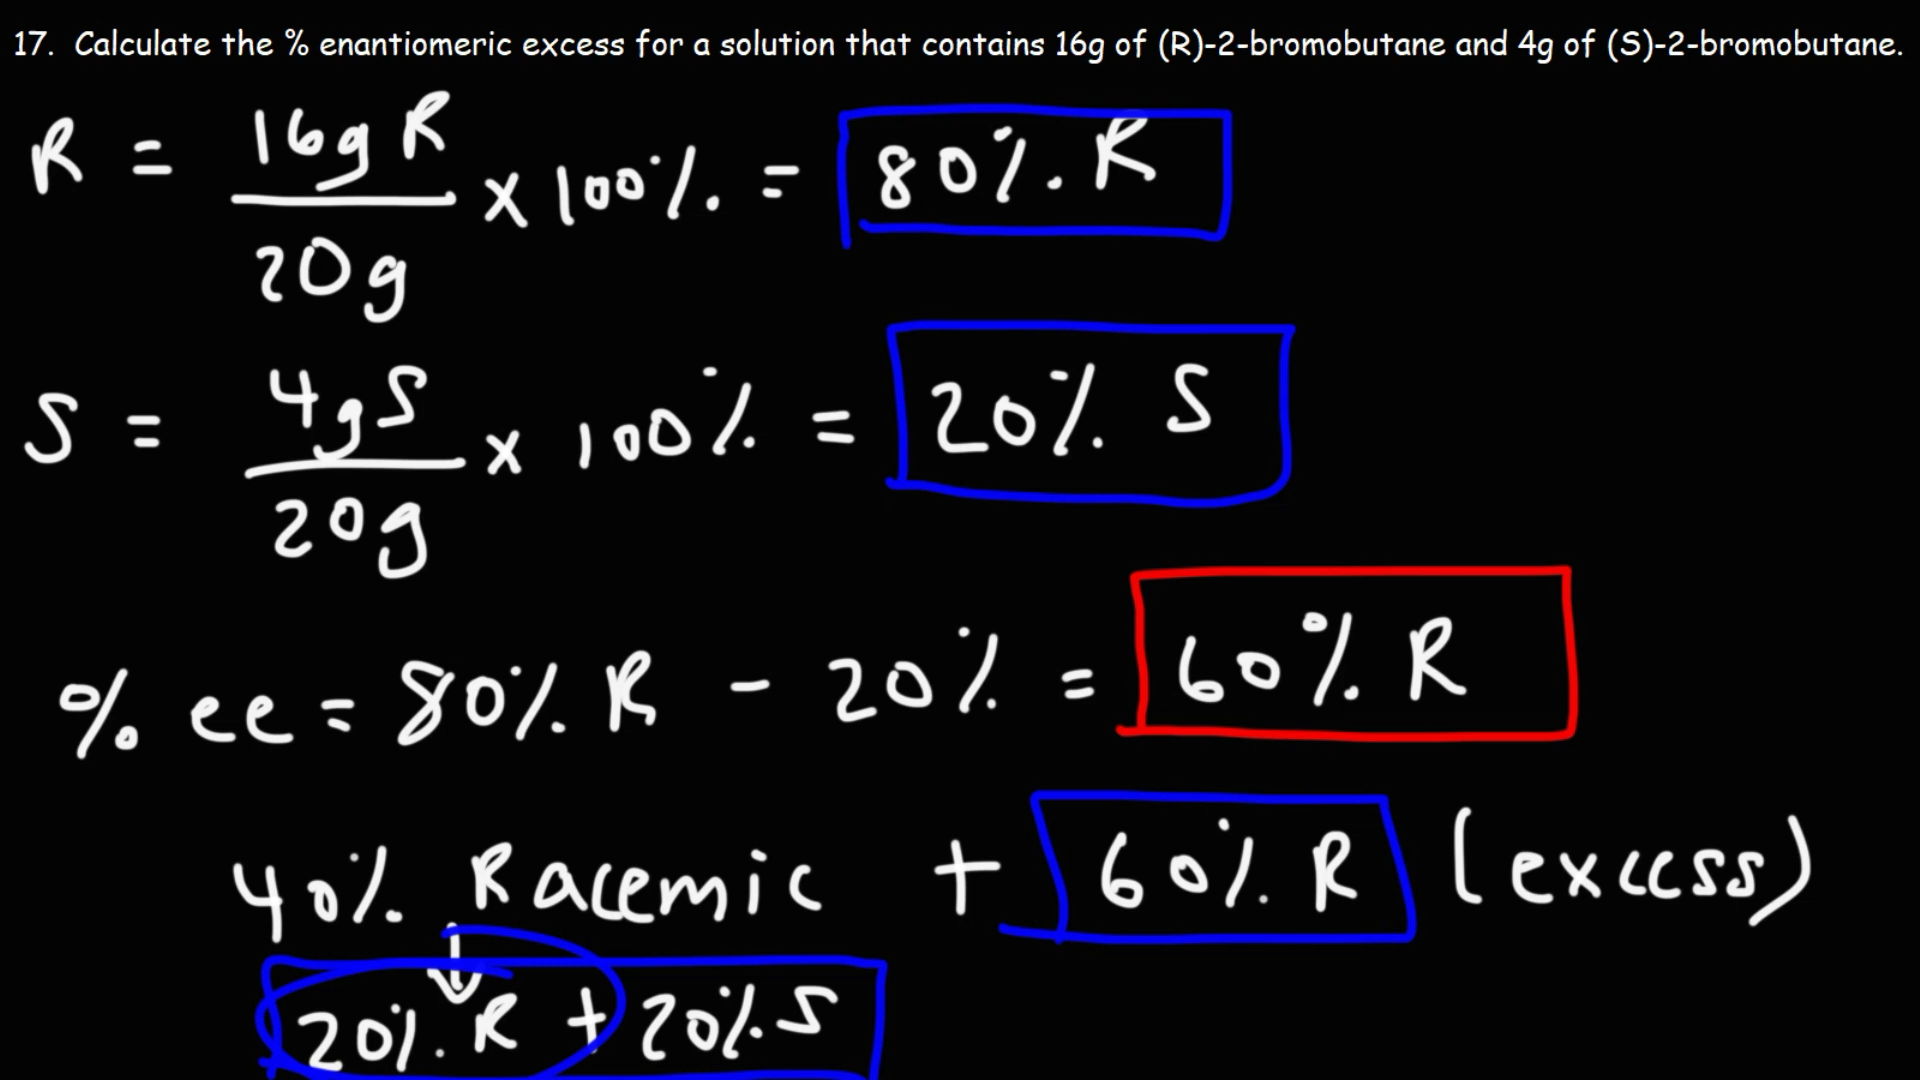 17. Calculate the % enantiomeric excess for a solution that contains 16g of (R)-2-bromobutane and 4g of (S)-2-bromobutane.
R = 16g R / 20g x 100% = 80% R
S = 4g S / 20g x 100% = 20% S
% ee = 80% R - 20% = 60% R
40% Racemic + 60% R (excess)
↓
20% R + 20% S